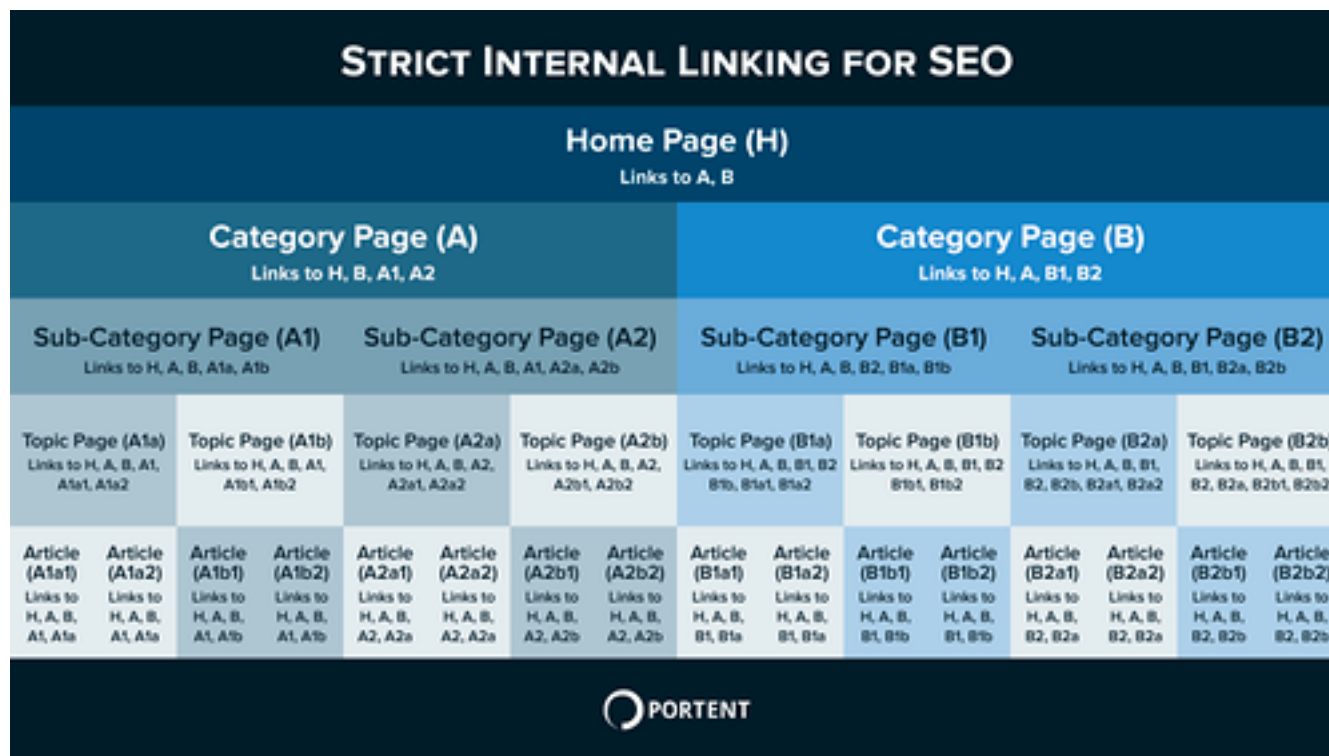 STRICT INTERNAL LINKING FOR SEO
Home Page (H)
Links to A, B
Category Page (A)
Links to H, B, A1, A2
Category Page (B)
Links to H, A, B1, B2
Sub-Category Page (A1)
Links to H, A, B, A1a, A1b
Sub-Category Page (A2)
Links to H, A, B, A1, A2a, A2b
Sub-Category Page (B1)
Links to H, A, B, B2, B1a, B1b
Sub-Category Page (B2)
Links to H, A, B, B1, B2a, B2b
Topic Page (A1a)
Links to H, A, B, A1,
A1a1, A1a2
Topic Page (A1b)
Links to H, A, B, A1,
A1b1, A1b2
Topic Page (A2a)
Links to H, A, B, A2,
A2a1, A2a2
Topic Page (A2b)
Links to H, A, B, A2,
A2b1, A2b2
Topic Page (B1a)
Links to H, A, B, B1, B2
B1b, B1a1, B1a2
Topic Page (B1b)
Links to H, A, B, B1, B2
B1b1, B1b2
Topic Page (B2a)
Links to H, A, B, B1,
B2, B2b, B2a1, B2a2
Topic Page (B2b
Links to H, A, B, B1,
B2, B2a, B2b1, B2b2
Article
(A1a1)
Links to
H, A, B,
A1, A1a
Article
(A1a2)
Links to
H, A, B,
A1, A1a
Article
(A1b1)
Links to
H, A, B,
A1, A1b
Article
(A1b2)
Links to
H, A, B,
A1, A1b
Article
(A2a1)
Links to
H, A, B,
A2, A2a
Article
(A2a2)
Links to
H, A, B,
A2, A2a
Article
(A2b1)
Links to
H, A, B,
A2, A2b
Article
(A2b2)
Links to
H, A, B,
A2, A2b
Article
(B1a1)
Links to
H, A, B,
B1, B1a
Article
(B1a2)
Links to
H, A, B,
B1, B1a
Article
(B1b1)
Links to
H, A, B,
B1, B1b
Article
(B1b2)
Links to
H, A, B,
B1, B1b
Article
(B2a1)
Links to
H, A, B,
B2, B2a
Article
(B2a2)
Links to
H, A, B,
B2, B2a
Article
(B2b1)
Links to
H, A, B,
B2, B2b
Article
(B2b2)
Links to
H, A, B,
B2, B2b
PORTENT